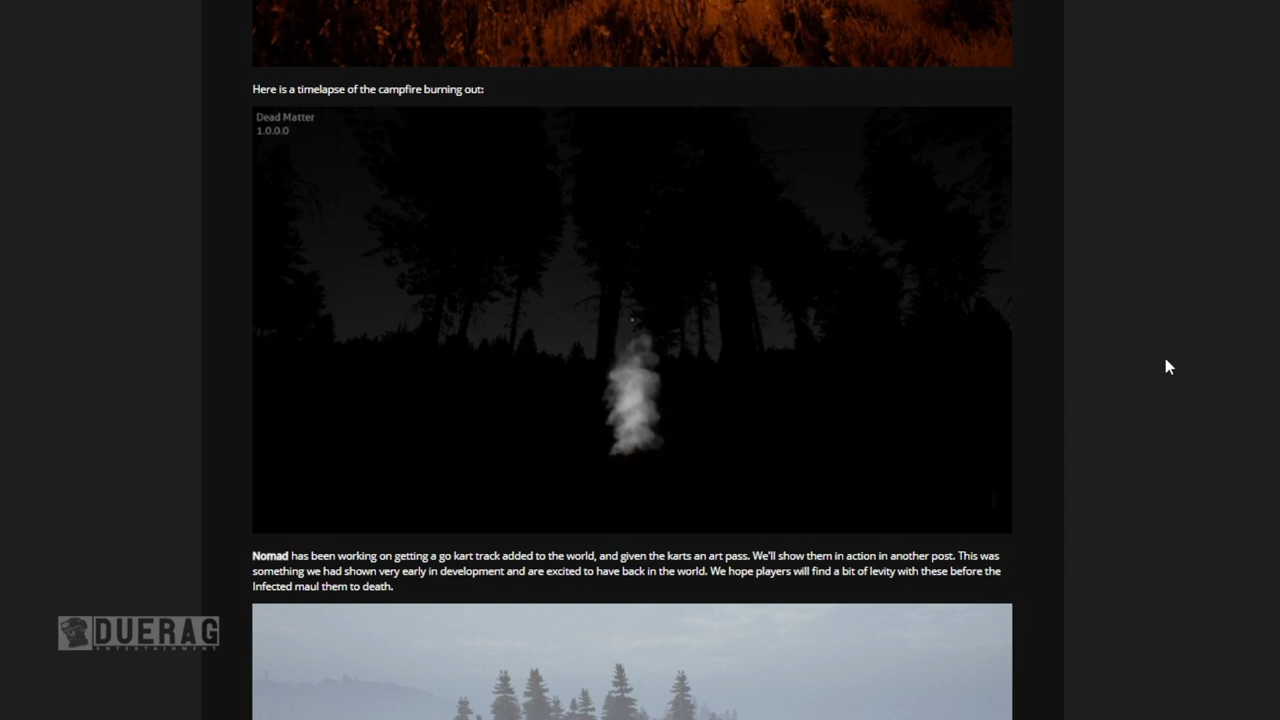 Here is a timelapse of the campfire burning out:
Dead Matter
1.0.0.0
Nomad has been working on getting a go kart track added to the world, and given the karts an art pass. We'll show them in action in another post. This was
something we had shown very early in development and are excited to have back in the world. We hope players will find a bit of levity with these before the
Infected maul them to death.
DUERAG
ENTERTAINMENT